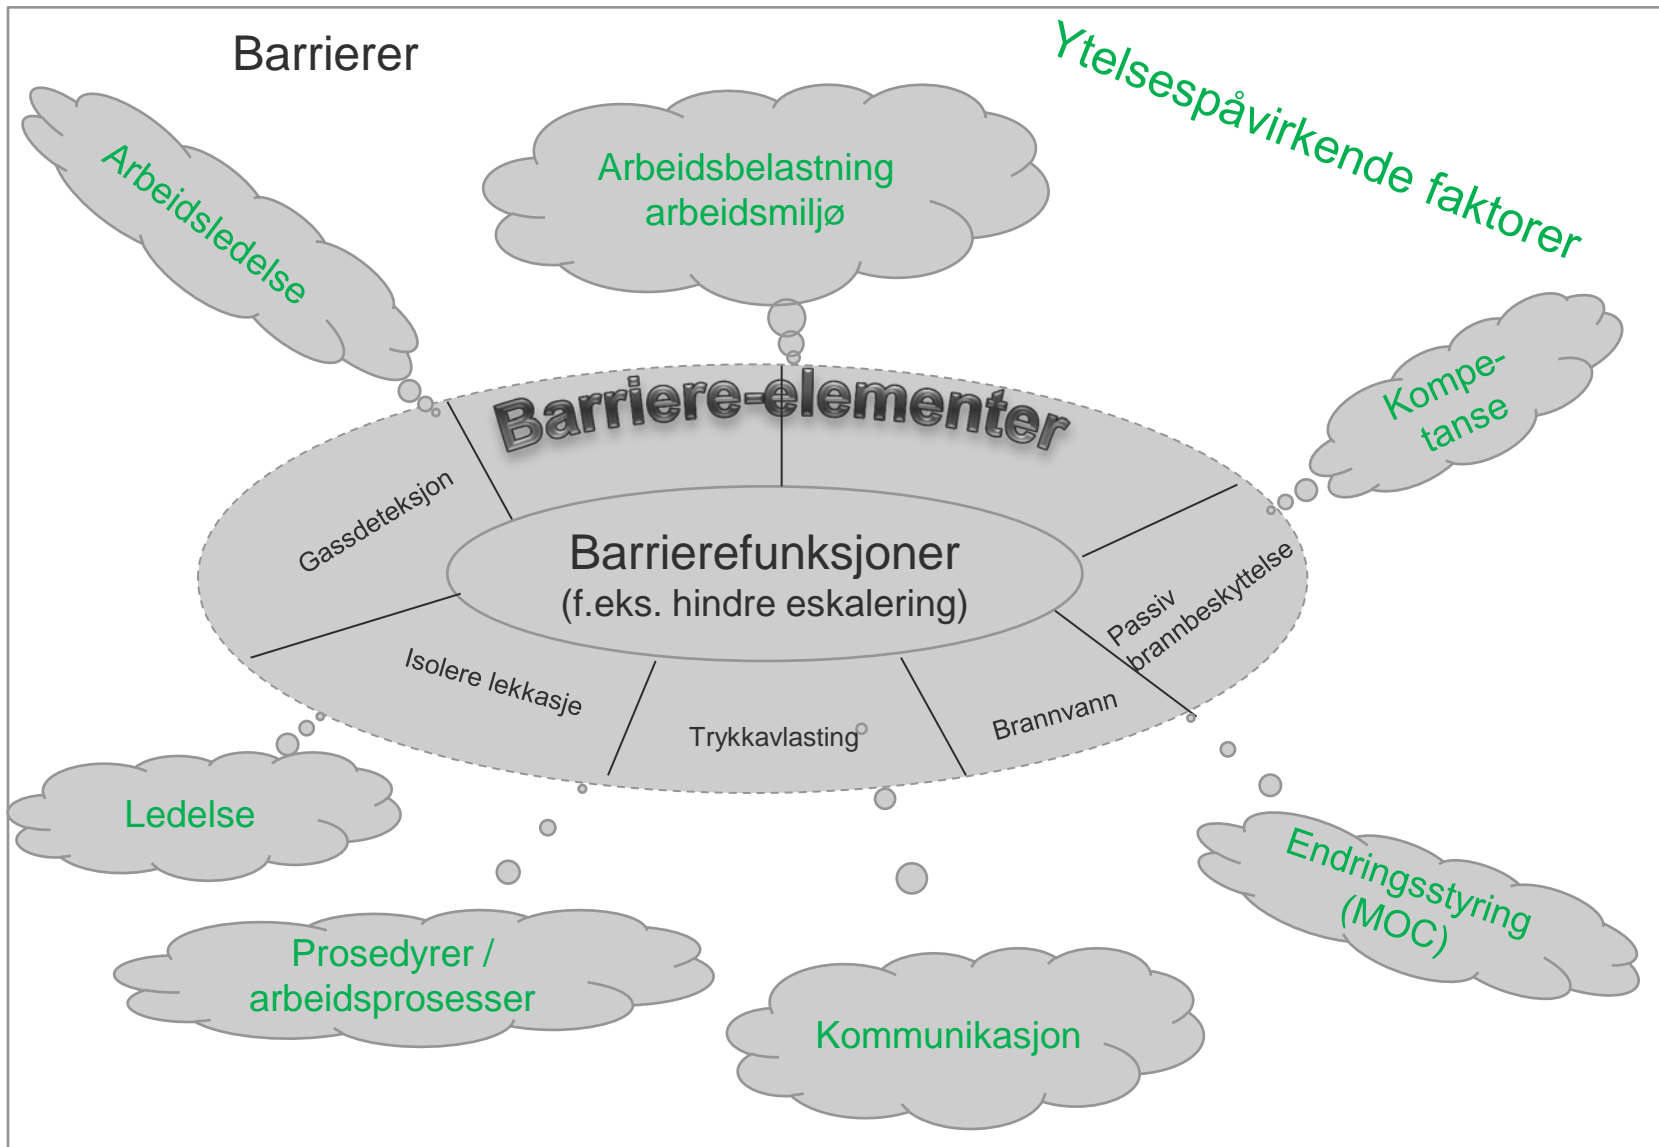 Barrierer
Ytelsespåvirkende faktorer
Arbeidsledelse
Arbeidsbelastning
arbeidsmiljø
Kompe-
tanse
Barriere-elementer
Gassdeteksjon
Barrierefunksjoner
(f.eks. hindre eskalering)
Passiv
brannbeskyttelse
Isolere lekkasje
Trykkavlasting
Brannvann
Ledelse
Endringsstyring
(MOC)
Prosedyrer /
arbeidsprosesser
Kommunikasjon